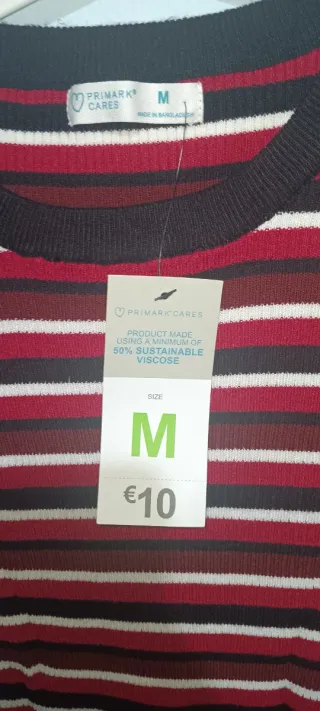 PRIMARK®
CARES
M
MADE IN BANGLADESH
PRIMARK®CARES
PRODUCT MADE
USING A MINIMUM OF
50% SUSTAINABLE
VISCOSE
SIZE
M
€10